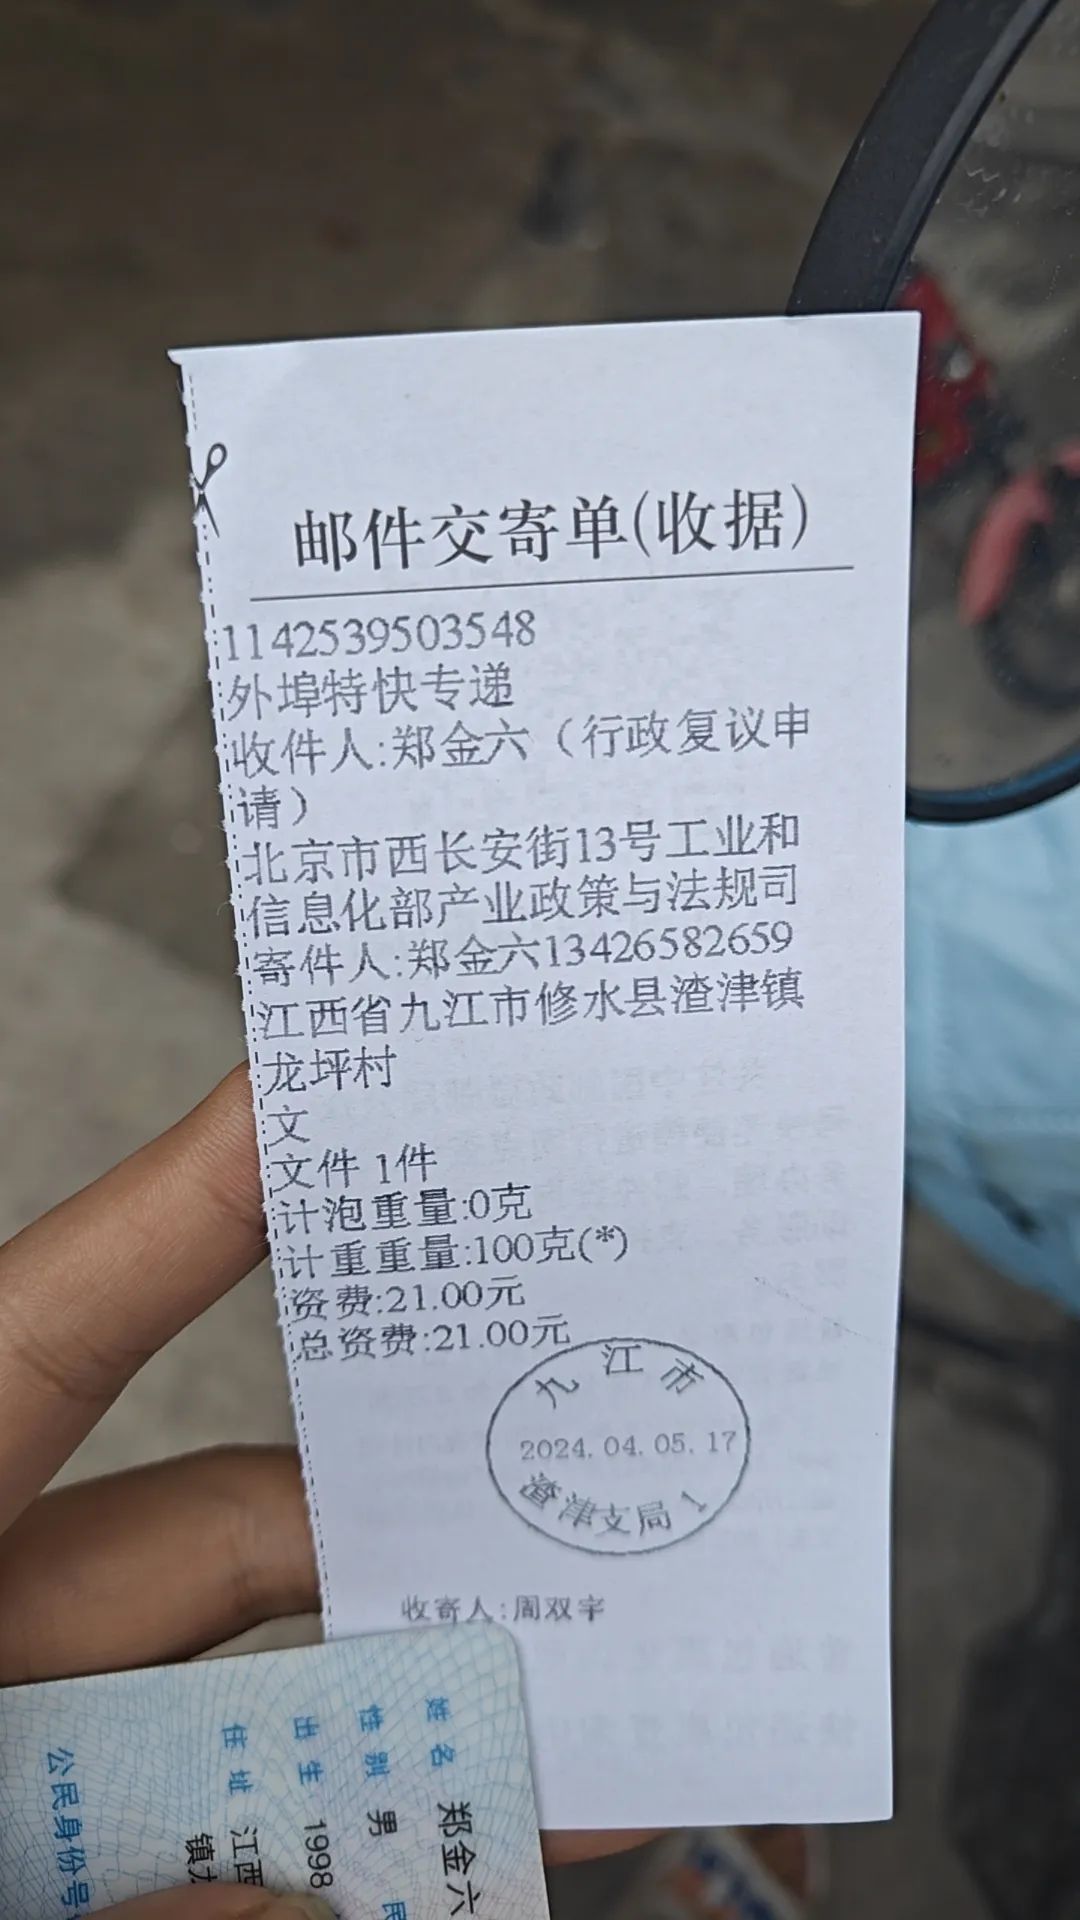 邮件交寄单(收据)
1142539503548
外埠特快专递
收件人:郑金六（行政复议申
请）
北京市西长安街13号工业和
信息化部产业政策与法规司
寄件人:郑金六13426582659
江西省九江市修水县渣津镇
龙坪村
文
文件 1件
计泡重量:0克
计重重量:100克(*)
资费:21.00元
总资费:21.00元
九江市
2024.04.05.17
渣津支局 1
收寄人:周双宇
姓名 郑金六
性别 男 民
出生 1998
住址 江西
镇
公民身份号